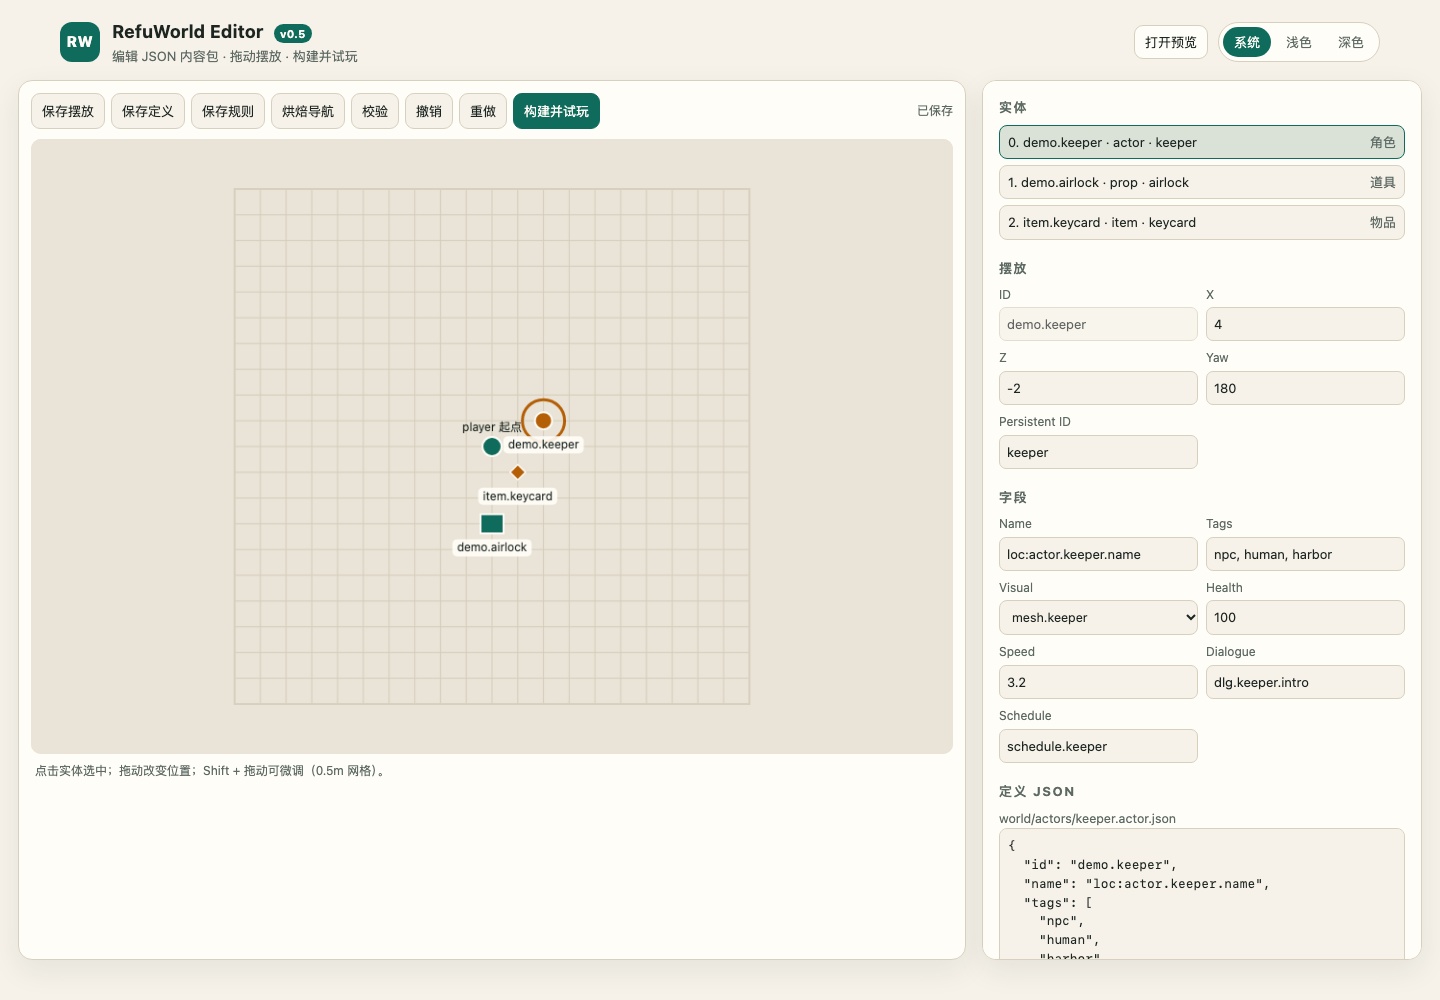 RW
RefuWorld Editor
v0.5
编辑 JSON 内容包 · 拖动摆放 · 构建并试玩
打开预览
系统
浅色
深色
保存摆放
保存定义
保存规则
烘焙导航
校验
撤销
重做
构建并试玩
已保存
player 起点
demo.keeper
item.keycard
demo.airlock
点击实体选中；拖动改变位置；Shift + 拖动可微调（0.5m 网格）。
实体
0. demo.keeper · actor · keeper
角色
1. demo.airlock · prop · airlock
道具
2. item.keycard · item · keycard
物品
摆放
ID
X
demo.keeper
4
Z
Yaw
-2
180
Persistent ID
keeper
字段
Name
Tags
loc:actor.keeper.name
npc, human, harbor
Visual
Health
mesh.keeper
100
Speed
Dialogue
3.2
dlg.keeper.intro
Schedule
schedule.keeper
定义 JSON
world/actors/keeper.actor.json
{
"id": "demo.keeper",
"name": "loc:actor.keeper.name",
"tags": [
"npc",
"human",
"harbor"